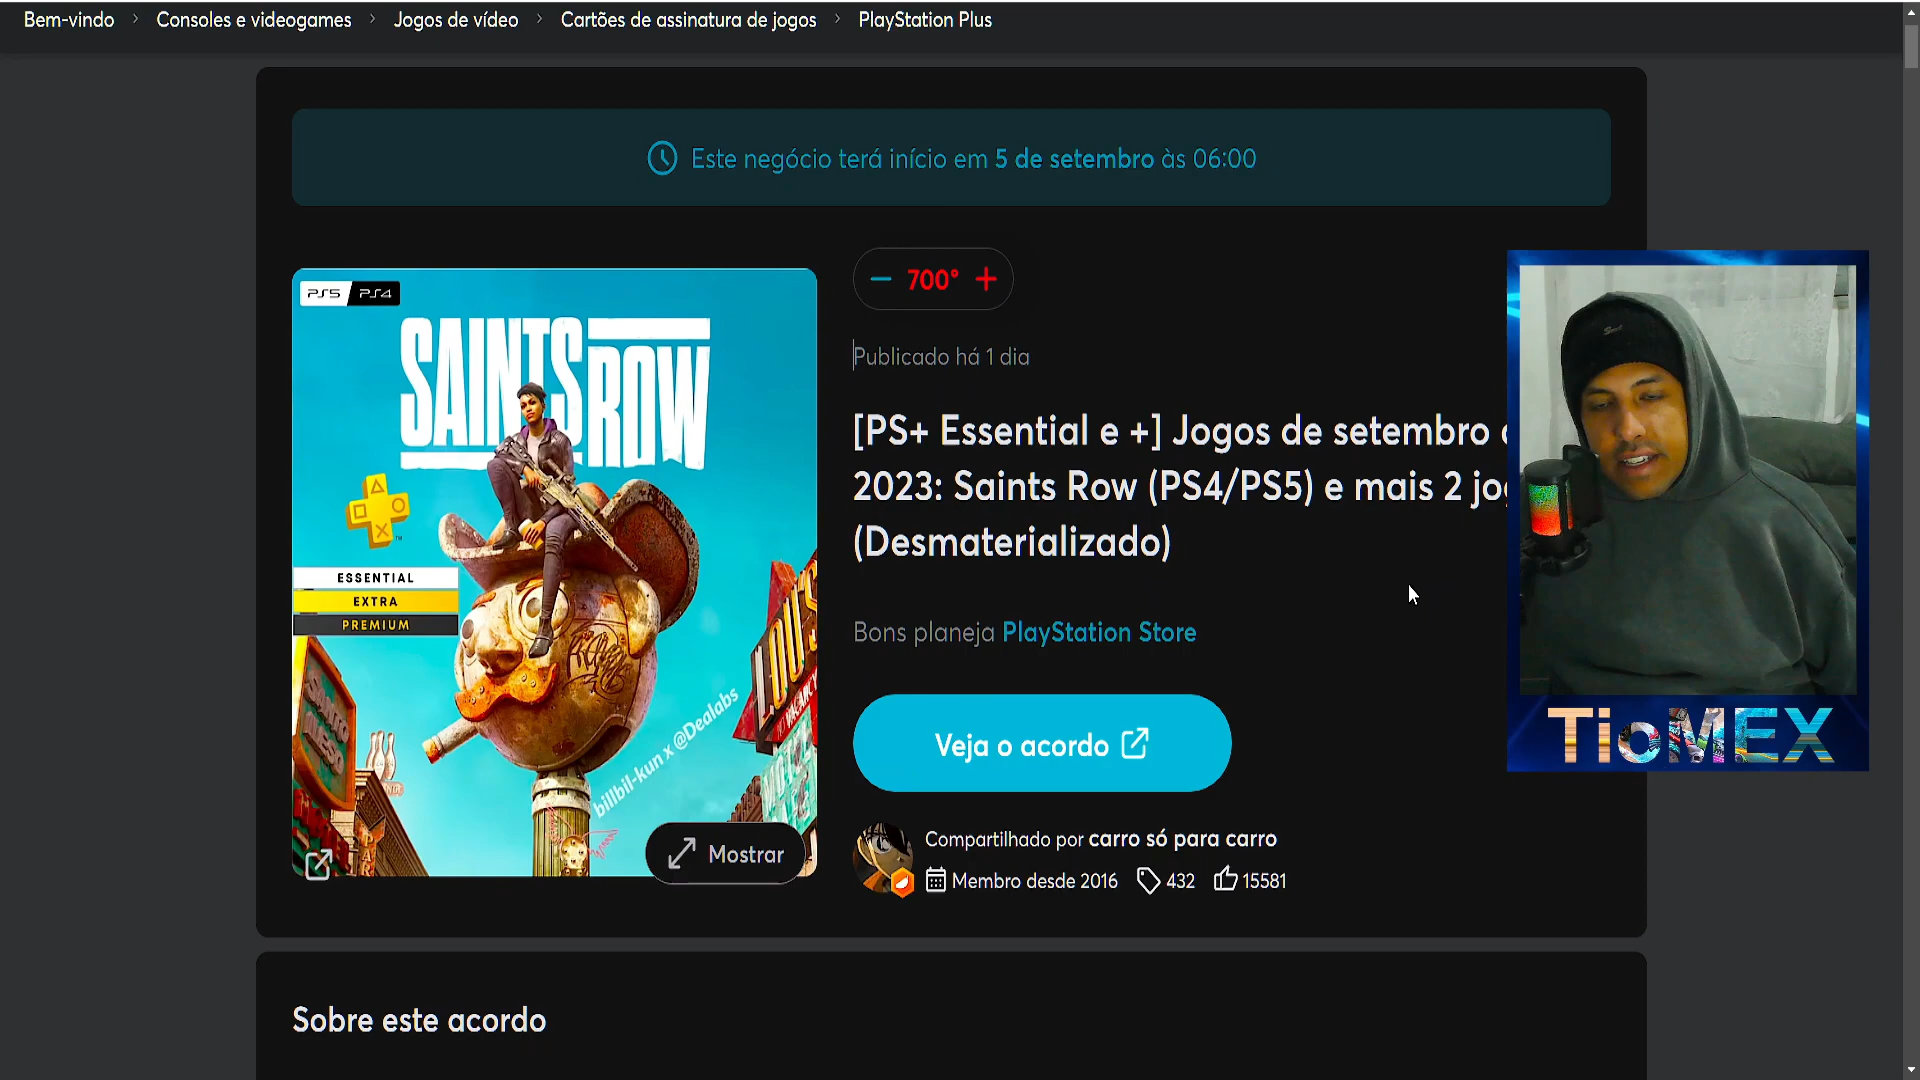 Bem-vindo > Consoles e videogames > Jogos de vídeo > Cartões de assinatura de jogos > PlayStation Plus
Este negócio terá início em 5 de setembro às 06:00
PS5 PS4
SAINTS ROW
ESSENTIAL
EXTRA
PREMIUM
billbil-kun x @Dealabs
Mostrar
700°
Publicado há 1 dia
[PS+ Essential e +] Jogos de setembro
2023: Saints Row (PS4/PS5) e mais 2
(Desmaterializado)
Bons planeja PlayStation Store
Veja o acordo
Compartilhado por carro só para carro
Membro desde 2016 432 15581
TioMEX
Sobre este acordo